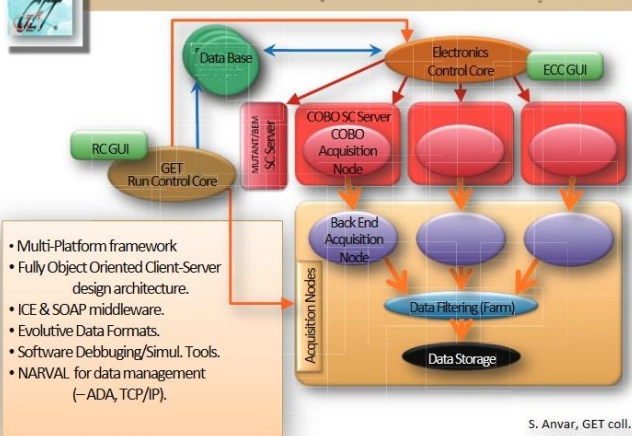 GET
Data Base
Electronics
Control Core
ECC GUI
MUTANT/BEM
SC Server
COBO SC Server
COBO
Acquisition
Node
RC GUI
GET
Run Control Core
Back End
Acquisition
Node
Acquisition Nodes
Data Filtering (Farm)
Data Storage
• Multi-Platform framework
• Fully Object Oriented Client-Server
design architecture.
• ICE & SOAP middleware.
• Evolutive Data Formats.
• Software Debbuging/Simul. Tools.
• NARVAL for data management
(–ADA, TCP/IP).
S. Anvar, GET coll.